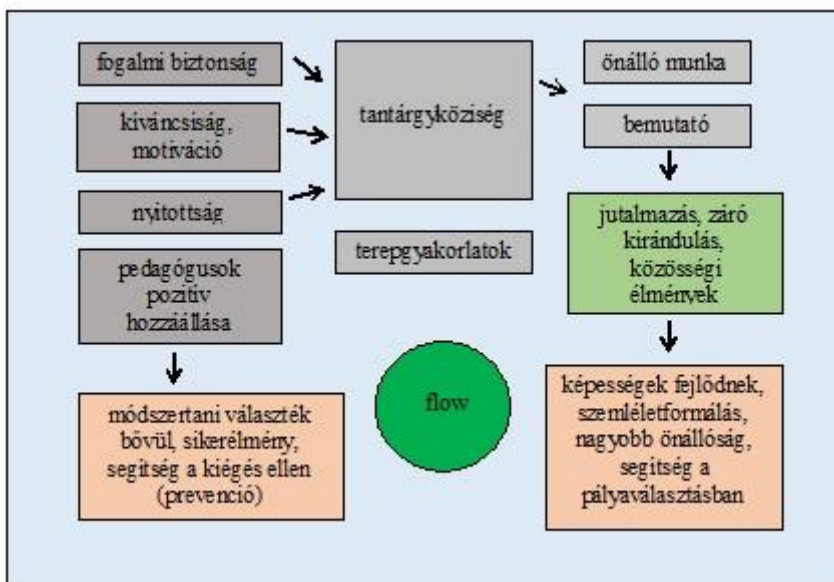 fogalmi biztonság
kíváncsiság,
motiváció
nyitottság
pedagógusok
pozitív
hozzáállása
módszertani választék
bővül, sikerélmény,
segítség a kiégés ellen
(prevenció)
tantárgyköziség
terepgyakorlatok
flow
önálló munka
bemutató
jutalmazás, záró
kirándulás,
közösségi
élmények
képességek fejlődnek,
szemléletformálás,
nagyobb önállóság,
segítség a
pályaválasztásban